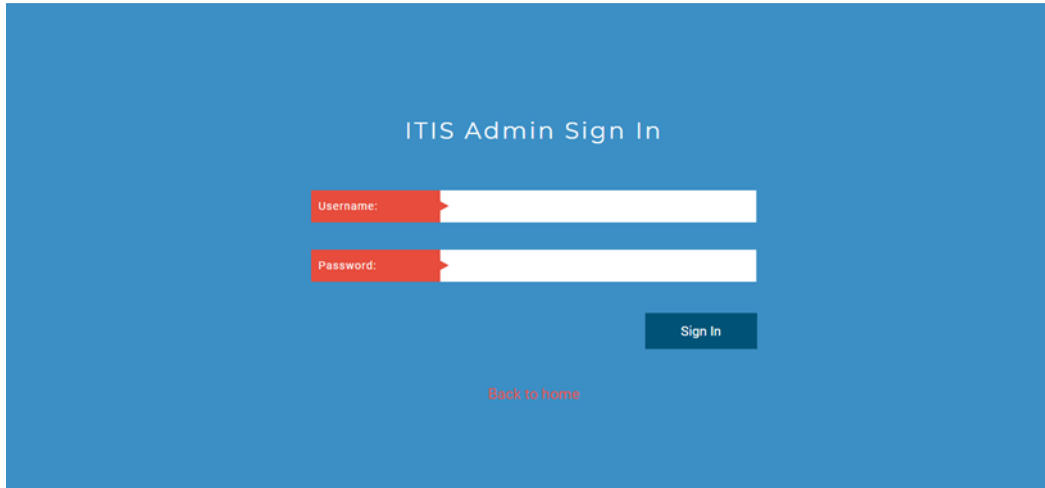 ITIS Admin Sign In
Username:
Password:
Sign In
Back to home